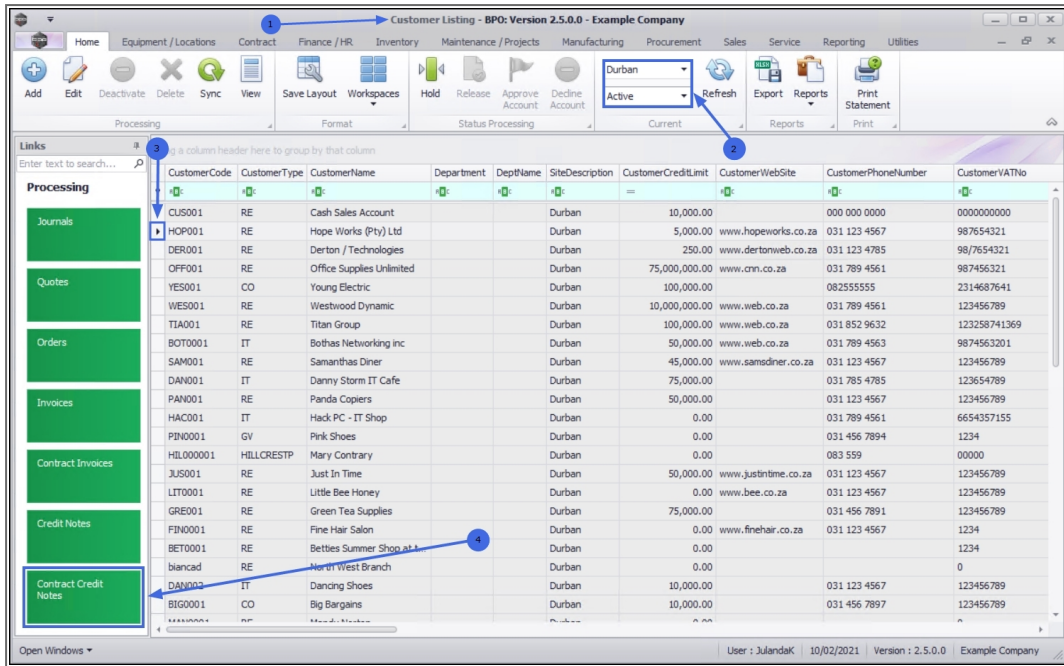 1
Customer Listing - BPO: Version 2.5.0.0 - Example Company
Home Equipment / Locations Contract Finance / HR Inventory Maintenance / Projects Manufacturing Procurement Sales Service Reporting Utilities
Add Edit Deactivate Delete Sync View Save Layout Workspaces Hold Release Approve Account Decline Account Durban Active Refresh Export Reports Print Statement
Processing Format Status Processing Current Reports Print
2
Links
3
a column header here to group by that column
Enter text to search...
Processing
CustomerCode CustomerType CustomerName Department DeptName SiteDescription CustomerCreditLimit CustomerWebSite CustomerPhoneNumber CustomerVATNo
Journals
Quotes
Orders
Invoices
Contract Invoices
Credit Notes
Contract Credit
Notes
CUS001 RE Cash Sales Account Durban 10,000.00 000 000 0000 0000000000
HOP001 RE Hope Works (Pty) Ltd Durban 5,000.00 www.hopeworks.co.za 031 123 4567 987654321
DER001 RE Derton / Technologies Durban 250.00 www.dertonweb.co.za 031 123 4785 98/7654321
OFF001 RE Office Supplies Unlimited Durban 75,000,000.00 www.cnn.co.za 031 789 4561 987456321
YES001 CO Young Electric Durban 100,000.00 082555555 2314687641
WES001 RE Westwood Dynamic Durban 10,000,000.00 www.web.co.za 031 789 4561 123456789
TIA001 RE Titan Group Durban 100,000.00 www.web.co.za 031 852 9632 123258741369
BOT0001 IT Bothas Networking inc Durban 50,000.00 www.web.co.za 031 789 4563 9874563201
SAM001 RE Samanthas Diner Durban 45,000.00 www.samsdiner.co.za 031 123 4567 123456789
DAN001 IT Danny Storm IT Cafe Durban 75,000.00 031 785 4785 123654789
PAN001 RE Panda Copiers Durban 50,000.00 031 123 4567 123456789
HAC001 IT Hack PC - IT Shop Durban 0.00 031 789 4561 6654357155
PIN0001 GV Pink Shoes Durban 0.00 031 456 7894 1234
HIL000001 HILLCRESTP Mary Contrary Durban 0.00 083 559 00000
JUS001 RE Just In Time Durban 50,000.00 www.justintime.co.za 031 123 4567 123456789
LIT0001 RE Little Bee Honey Durban 0.00 www.bee.co.za 031 123 4567 123456789
GRE001 RE Green Tea Supplies Durban 75,000.00 031 456 7891 123456789
FIN0001 RE Fine Hair Salon Durban 0.00 www.finehair.co.za 031 123 4567 1234
BET0001 RE Betties Summer Shop at t... Durban 0.00 1234
4
biancad RE North West Branch Durban 0.00 0
DAN002 IT Dancing Shoes Durban 10,000.00 031 123 4567 123456789
BIG0001 CO Big Bargains Durban 10,000.00 031 456 7897 123456789
Open Windows User : JulandaK 10/02/2021 Version : 2.5.0.0 Example Company